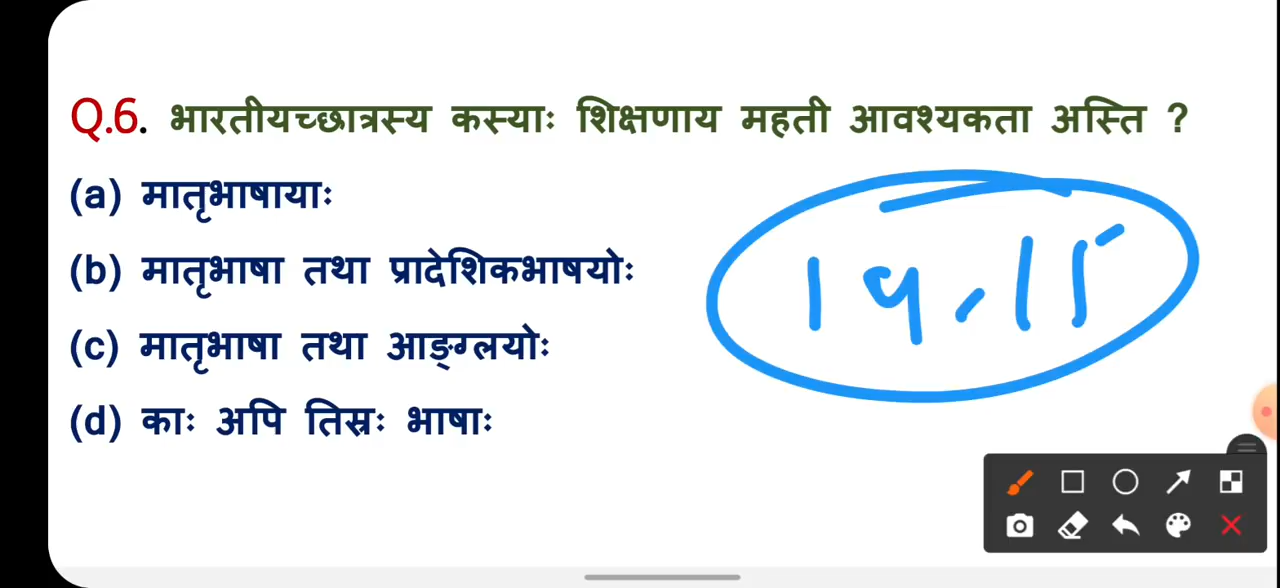 Q.6. भारतीयच्छात्रस्य कस्याः शिक्षणाय महती आवश्यकता अस्ति ?
(a) मातृभाषायाः
(b) मातृभाषा तथा प्रादेशिकभाषयोः
(c) मातृभाषा तथा आङ्ग्लयोः
(d) काः अपि तिस्रः भाषाः